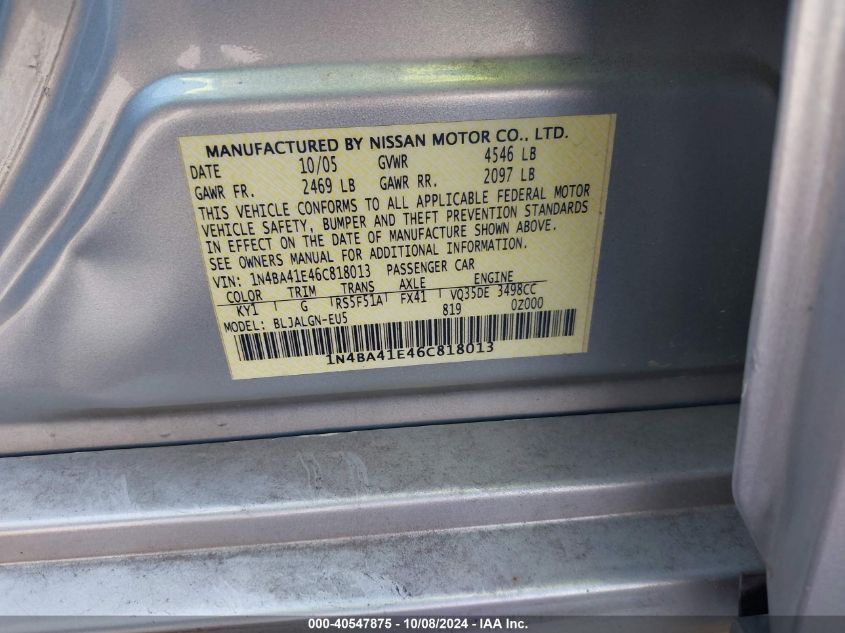 MANUFACTURED BY NISSAN MOTOR CO., LTD.
DATE 10/05 GVWR 4546 LB
GAWR FR. 2469 LB GAWR RR. 2097 LB
THIS VEHICLE CONFORMS TO ALL APPLICABLE FEDERAL MOTOR
VEHICLE SAFETY, BUMPER AND THEFT PREVENTION STANDARDS
IN EFFECT ON THE DATE OF MANUFACTURE SHOWN ABOVE.
SEE OWNERS MANUAL FOR ADDITIONAL INFORMATION.
VIN: 1N4BA41E46C818013 PASSENGER CAR
COLOR TRIM TRANS AXLE ENGINE
KY1 G RS5F51A FX41 VQ35DE 3498CC
MODEL: BLJALGN-EU5 819 0Z000
1N4BA41E46C818013
000-40547875 - 10/08/2024 - IAA Inc.